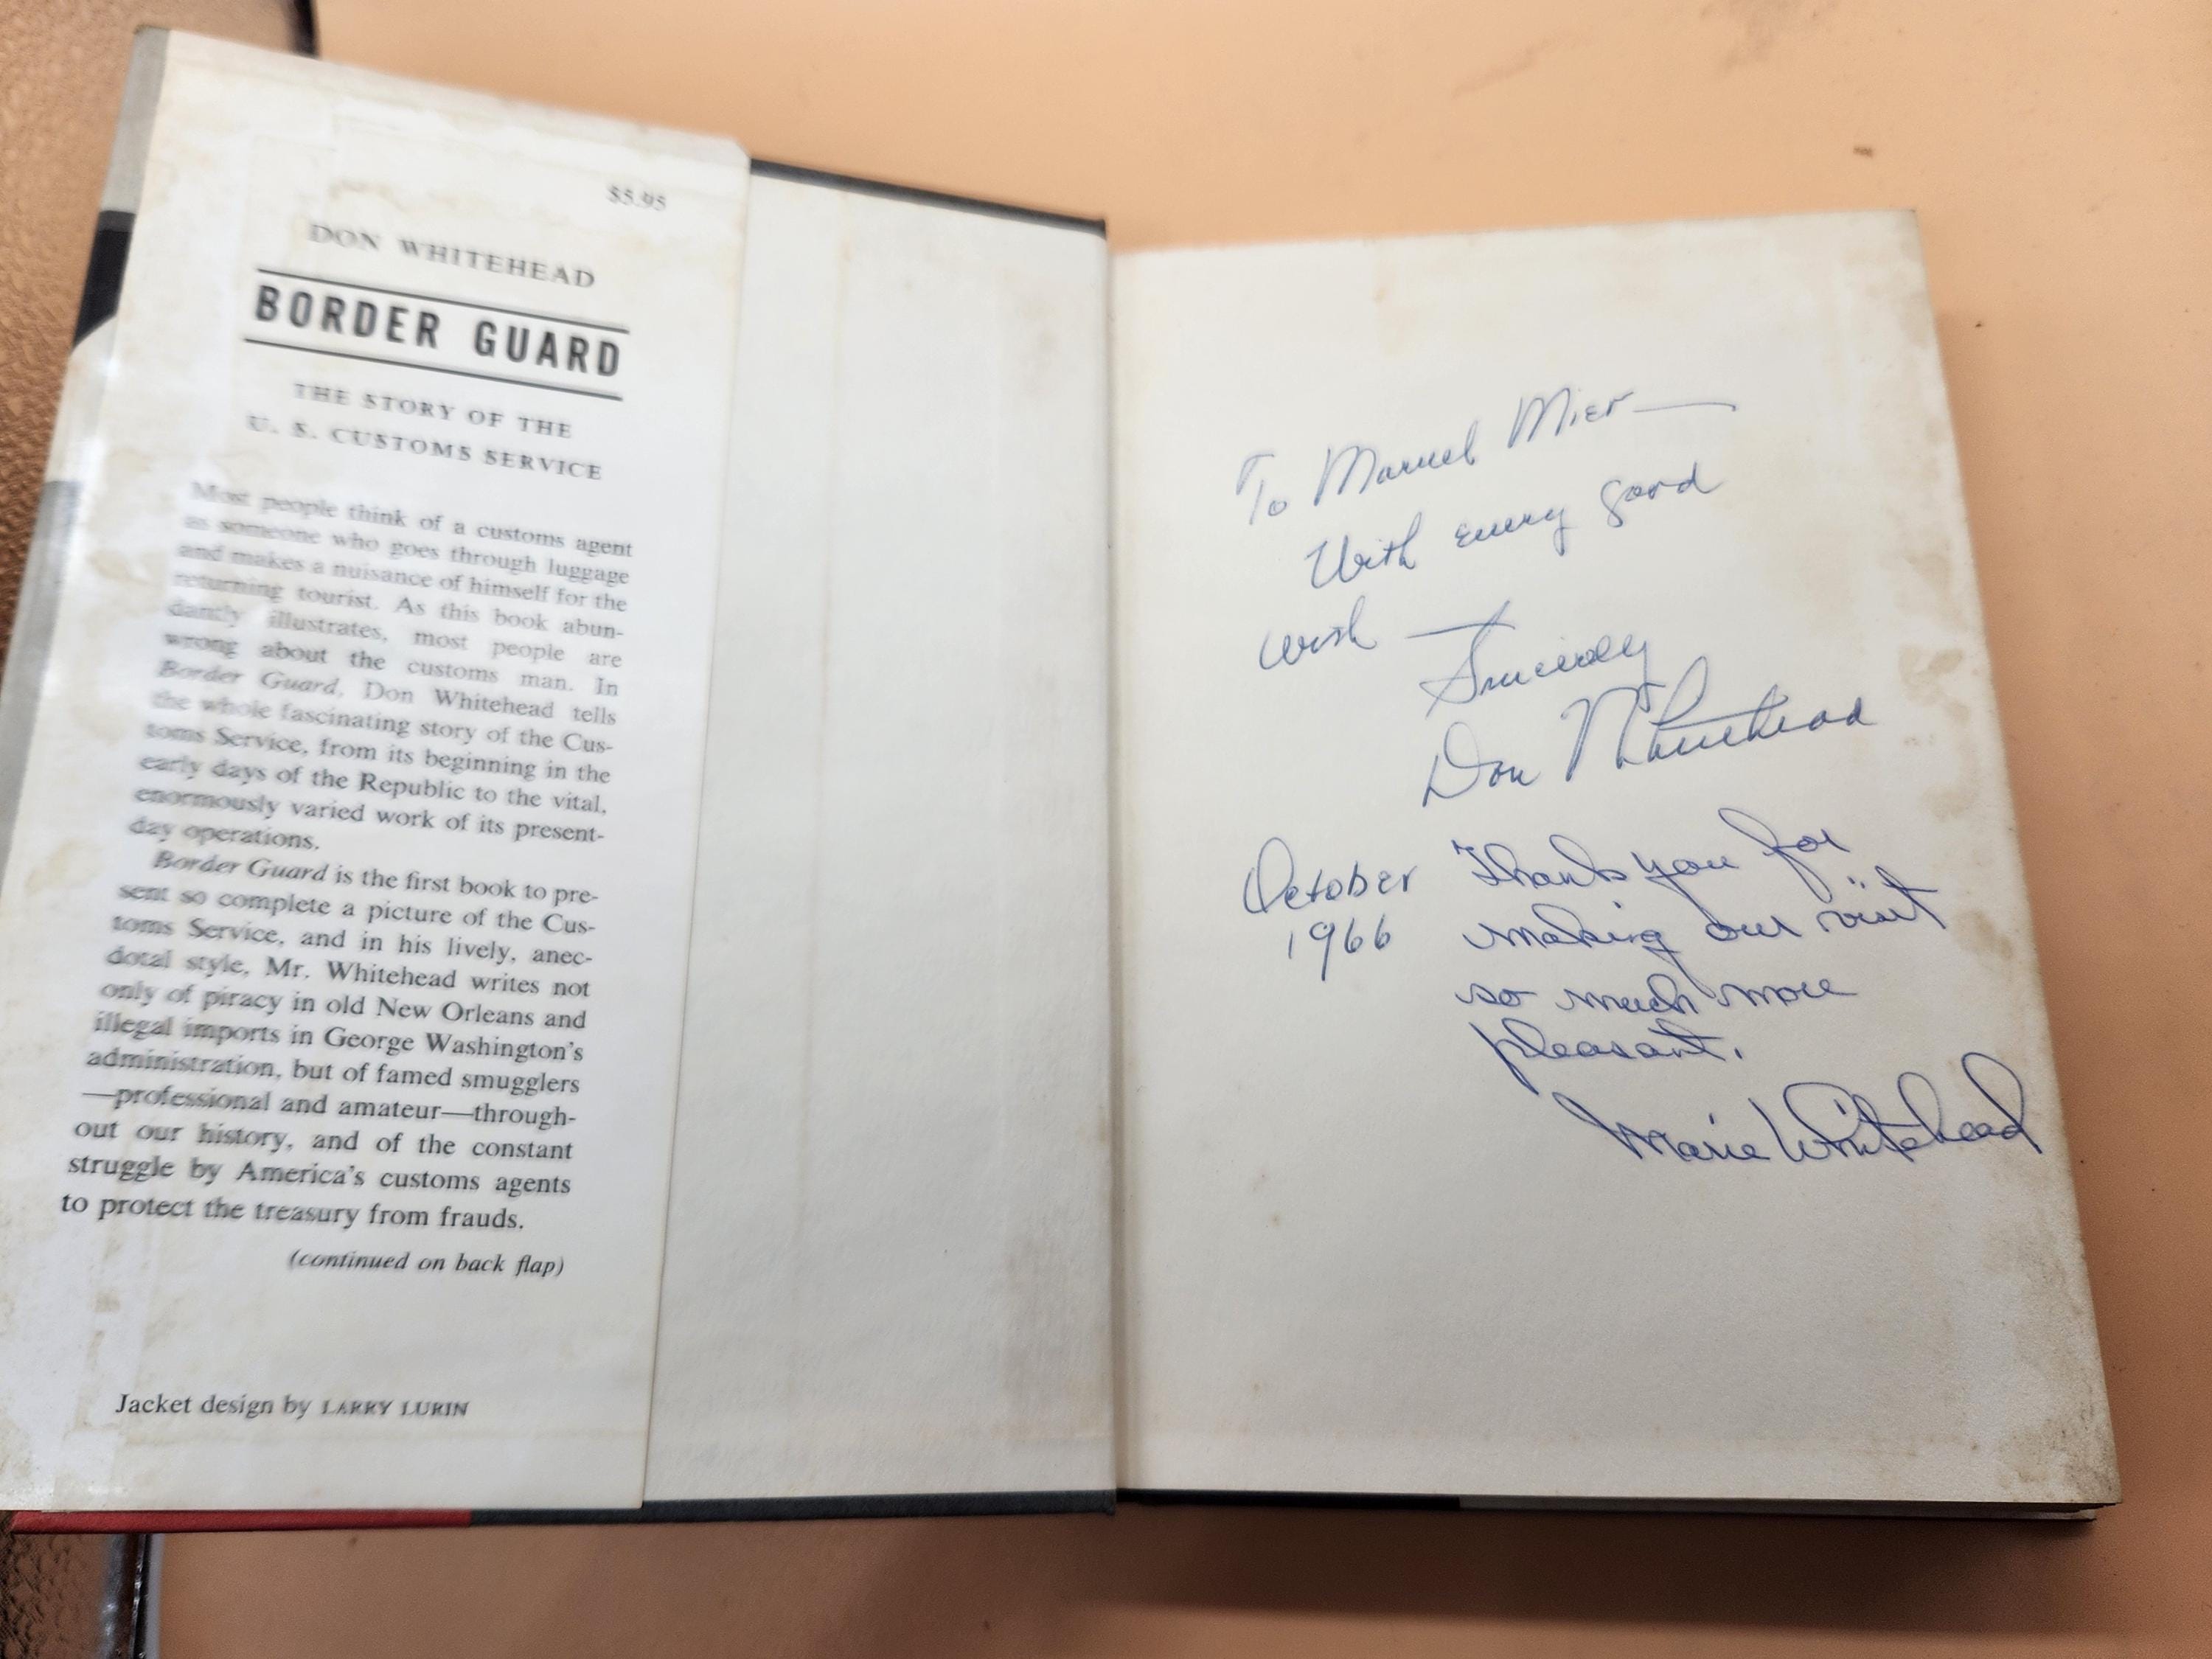 $5.95
DON WHITEHEAD
BORDER GUARD
THE STORY OF THE
U. S. CUSTOMS SERVICE
Most people think of a customs agent
as someone who goes through luggage
and makes a nuisance of himself for the
returning tourist. As this book abun-
dantly illustrates, most people are
wrong about the customs man. In
Border Guard, Don Whitehead tells
the whole fascinating story of the Cus-
toms Service, from its beginning in the
early days of the Republic to the vital,
enormously varied work of its present-
day operations.
Border Guard is the first book to pre-
sent so complete a picture of the Cus-
toms Service, and in his lively, anec-
dotal style, Mr. Whitehead writes not
only of piracy in old New Orleans and
illegal imports in George Washington's
administration, but of famed smugglers
—professional and amateur—through-
out our history, and of the constant
struggle by America's customs agents
to protect the treasury from frauds.
(continued on back flap)
Jacket design by LARRY LURIN
To Manuel Mier —
With every good
wish —
Sincerely
Don Whitehead
October
1966
Thank you for
making our visit
so much more
pleasant.
Marie Whitehead